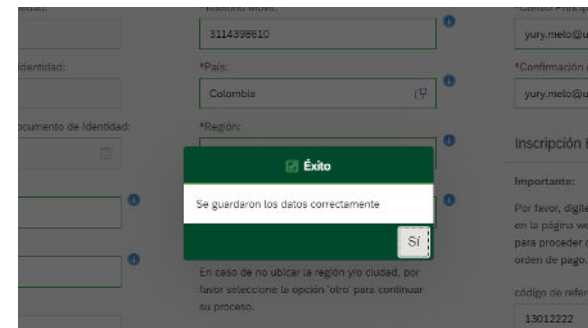 *Teléfono Móvil:
3114398610
*País:
Colombia
*Región:
identidad:
ocumento de Identidad:
Éxito
Se guardaron los datos correctamente
Sí
En caso de no ubicar la región y/o ciudad, por
favor seleccione la opción 'otro' para continuar
su proceso.
*Correo Princip
yury.melo@u
*Confirmación
yury.melo@u
Inscripción
Importante:
Por favor, digite
en la página we
para proceder
orden de pago.
código de refer
13012222